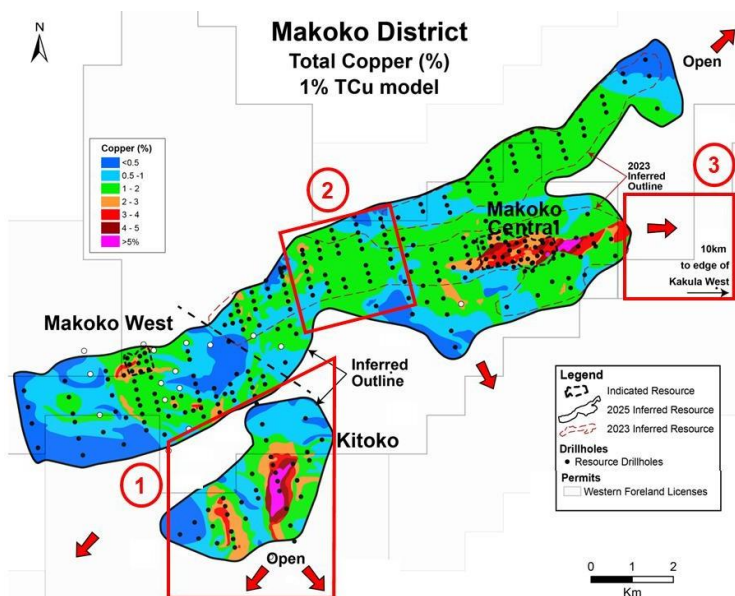 Makoko District
Total Copper (%)
1% TCu model
N
Open
Copper (%)
<0.5
0.5 -1
1 - 2
2 - 3
3 - 4
4 - 5
>5%
2023
Inferred
Outline
3
2
Makoko
Central
10km
to edge of
Kakula West
Makoko West
Inferred
Outline
Kitoko
1
Open
Legend
Indicated Resource
2025 Inferred Resource
2023 Inferred Resource
Drillholes
Resource Drillholes
Permits
Western Foreland Licenses
0 1 2
Km